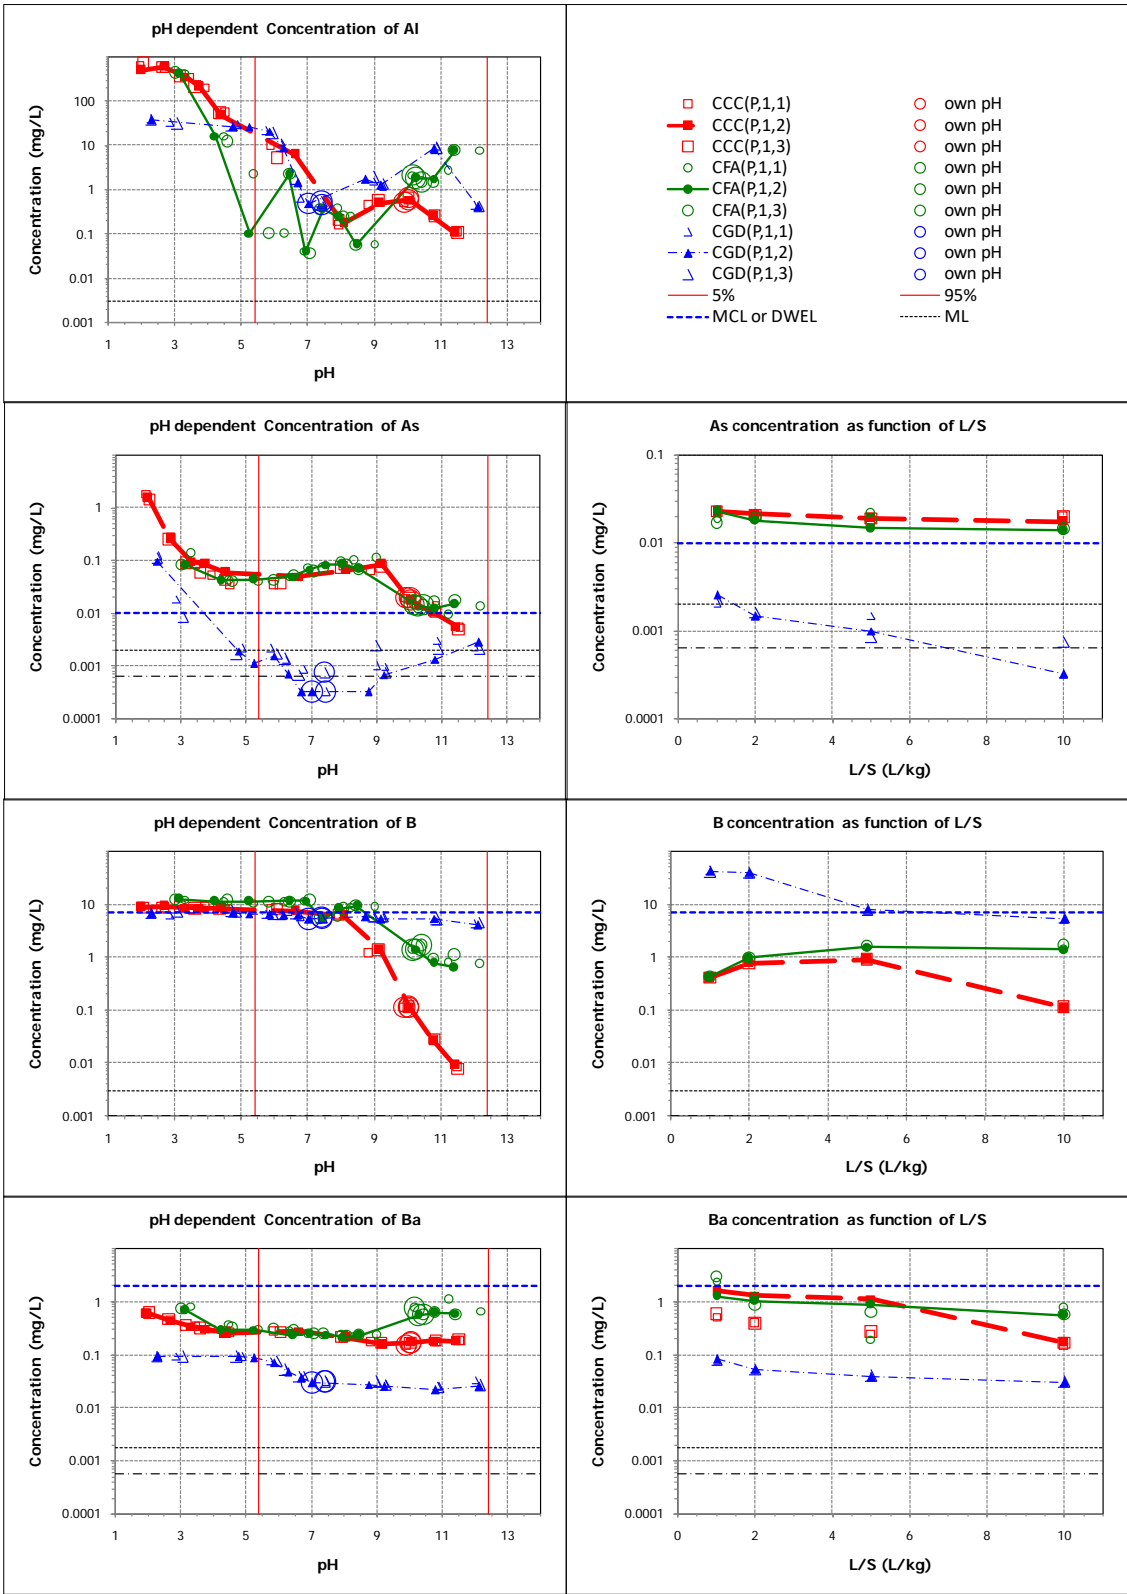 pH dependent Concentration of Al
Concentration (mg/L)
100
10
1
0.1
0.01
0.001
1 3 5 7 9 11 13
pH
CCC(P,1,1) own pH
CCC(P,1,2) own pH
CCC(P,1,3) own pH
CFA(P,1,1) own pH
CFA(P,1,2) own pH
CFA(P,1,3) own pH
CGD(P,1,1) own pH
CGD(P,1,2) own pH
CGD(P,1,3) own pH
5% 95%
MCL or DWEL ML
pH dependent Concentration of As
Concentration (mg/L)
1
0.1
0.01
0.001
0.0001
1 3 5 7 9 11 13
pH
As concentration as function of L/S
Concentration (mg/L)
0.1
0.01
0.001
0.0001
0 2 4 6 8 10
L/S (L/kg)
pH dependent Concentration of B
Concentration (mg/L)
10
1
0.1
0.01
0.001
1 3 5 7 9 11 13
pH
B concentration as function of L/S
Concentration (mg/L)
10
1
0.1
0.01
0.001
0 2 4 6 8 10
L/S (L/kg)
pH dependent Concentration of Ba
Concentration (mg/L)
1
0.1
0.01
0.001
0.0001
1 3 5 7 9 11 13
pH
Ba concentration as function of L/S
Concentration (mg/L)
1
0.1
0.01
0.001
0.0001
0 2 4 6 8 10
L/S (L/kg)